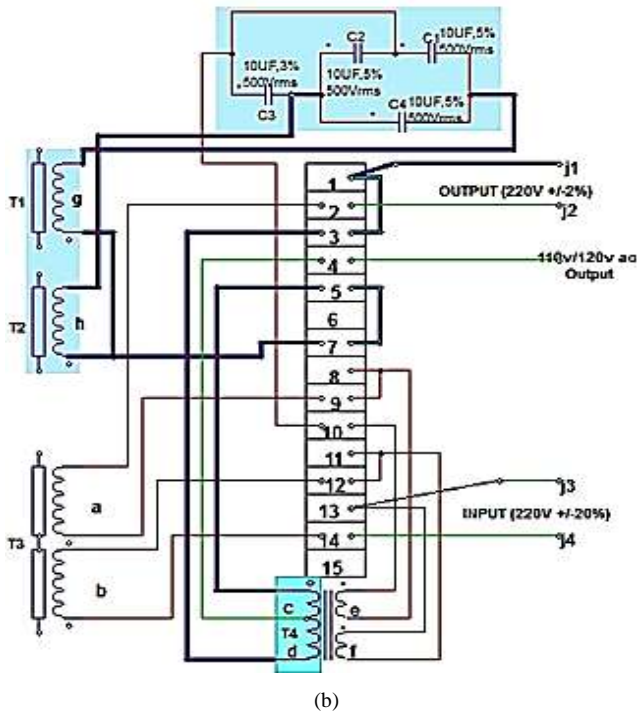 C2
C1
10UF,5%
500Vrms
10UF,3%
500Vrms
10UF,5%
500Vrms
C3
10UF,5%
500Vrms
C4
T1
g
T2
h
1
j1
OUTPUT (220V +/-2%)
2
j2
3
4
110v/120v ac
Output
5
6
7
8
9
10
11
12
j3
13
INPUT (220V +/-20%)
14
j4
15
T3
a
b
C
e
T4
d
f
(b)